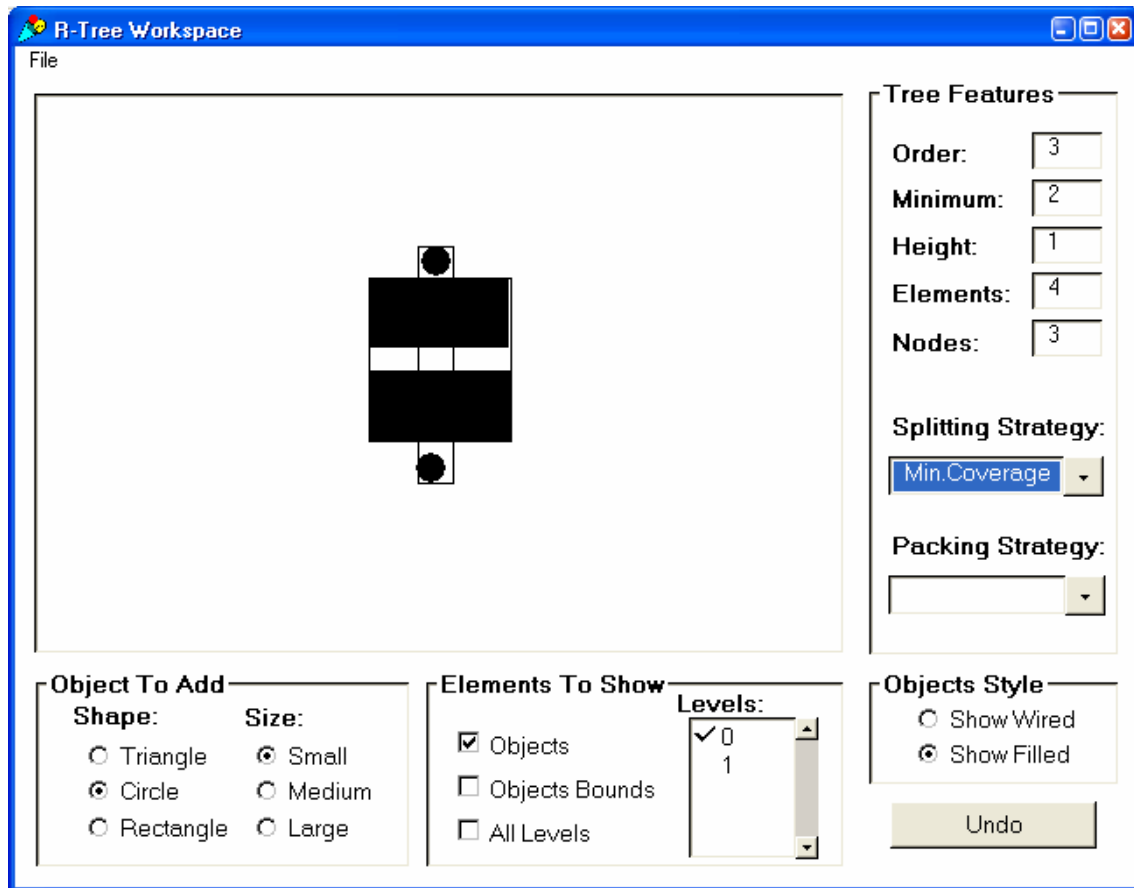 R-Tree Workspace
File
Tree Features
Order: 3
Minimum: 2
Height: 1
Elements: 4
Nodes: 3
Splitting Strategy:
Min.Coverage
Packing Strategy:
Object To Add
Shape: Size:
Triangle Small
Circle Medium
Rectangle Large
Elements To Show
Levels:
Objects
Objects Bounds
All Levels
0
1
Objects Style
Show Wired
Show Filled
Undo